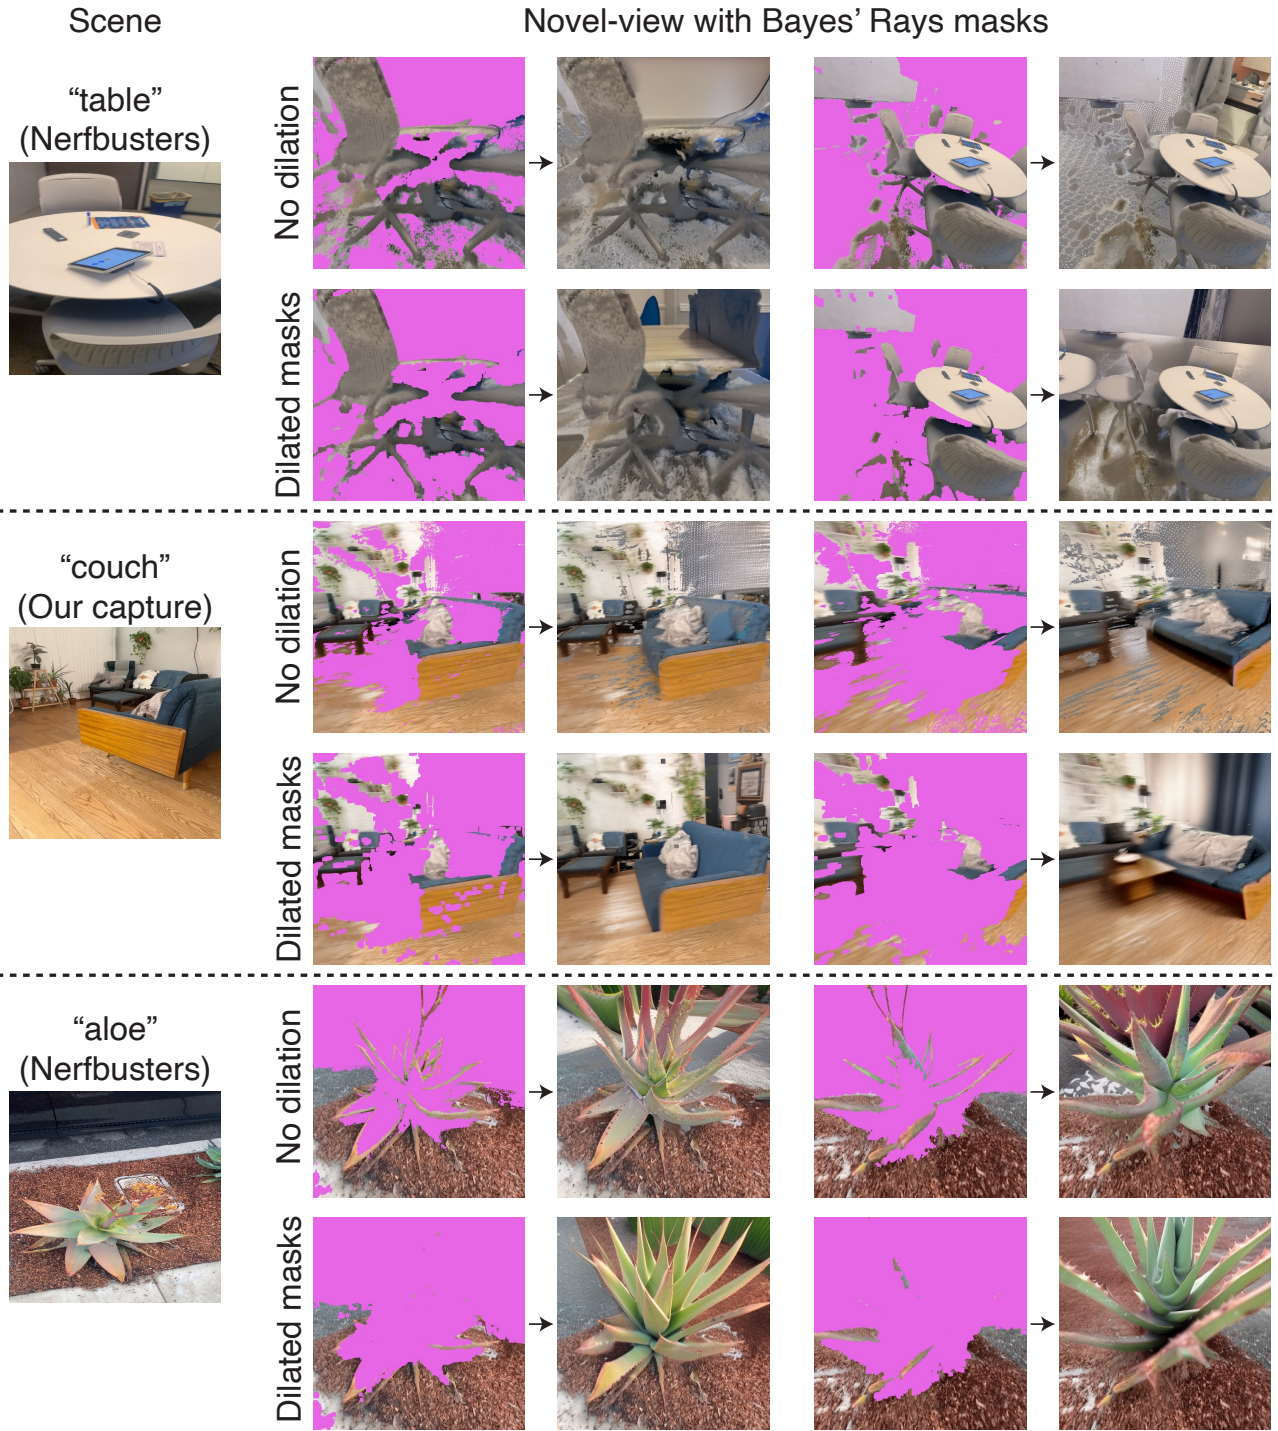 Scene
Novel-view with Bayes’ Rays masks
“table”
(Nerfbusters)
No dilation
Dilated masks
“couch”
(Our capture)
No dilation
Dilated masks
“aloe”
(Nerfbusters)
No dilation
Dilated masks